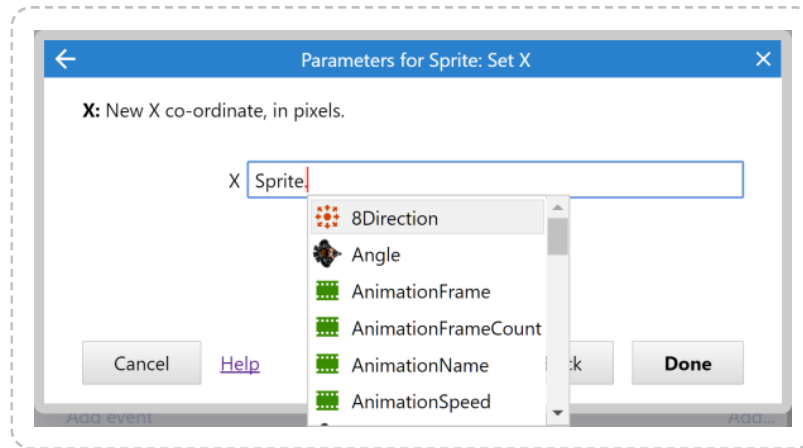 Parameters for Sprite: Set X
X: New X co-ordinate, in pixels.
X Sprite.
8Direction
Angle
AnimationFrame
AnimationFrameCount
AnimationName
AnimationSpeed
Cancel Help Done
Add event Add...